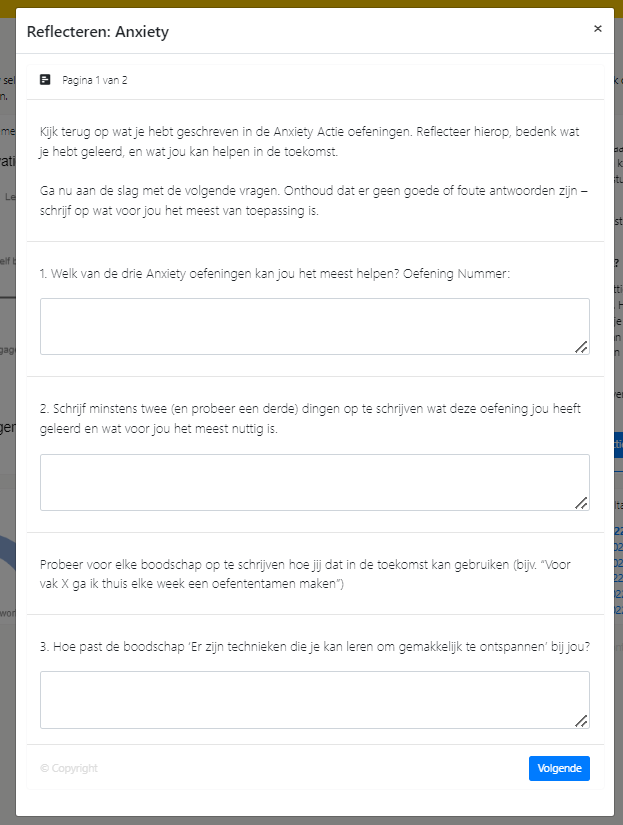 Reflecteren: Anxiety
×
Pagina 1 van 2
Kijk terug op wat je hebt geschreven in de Anxiety Actie oefeningen. Reflecteer hierop, bedenk wat
je hebt geleerd, en wat jou kan helpen in de toekomst.
Ga nu aan de slag met de volgende vragen. Onthoud dat er geen goede of foute antwoorden zijn –
schrijf op wat voor jou het meest van toepassing is.
1. Welk van de drie Anxiety oefeningen kan jou het meest helpen? Oefening Nummer:
2. Schrijf minstens twee (en probeer een derde) dingen op te schrijven wat deze oefening jou heeft
geleerd en wat voor jou het meest nuttig is.
Probeer voor elke boodschap op te schrijven hoe jij dat in de toekomst kan gebruiken (bijv. “Voor
vak X ga ik thuis elke week een oefententamen maken”)
3. Hoe past de boodschap ‘Er zijn technieken die je kan leren om gemakkelijk te ontspannen’ bij jou?
© Copyright
Volgende